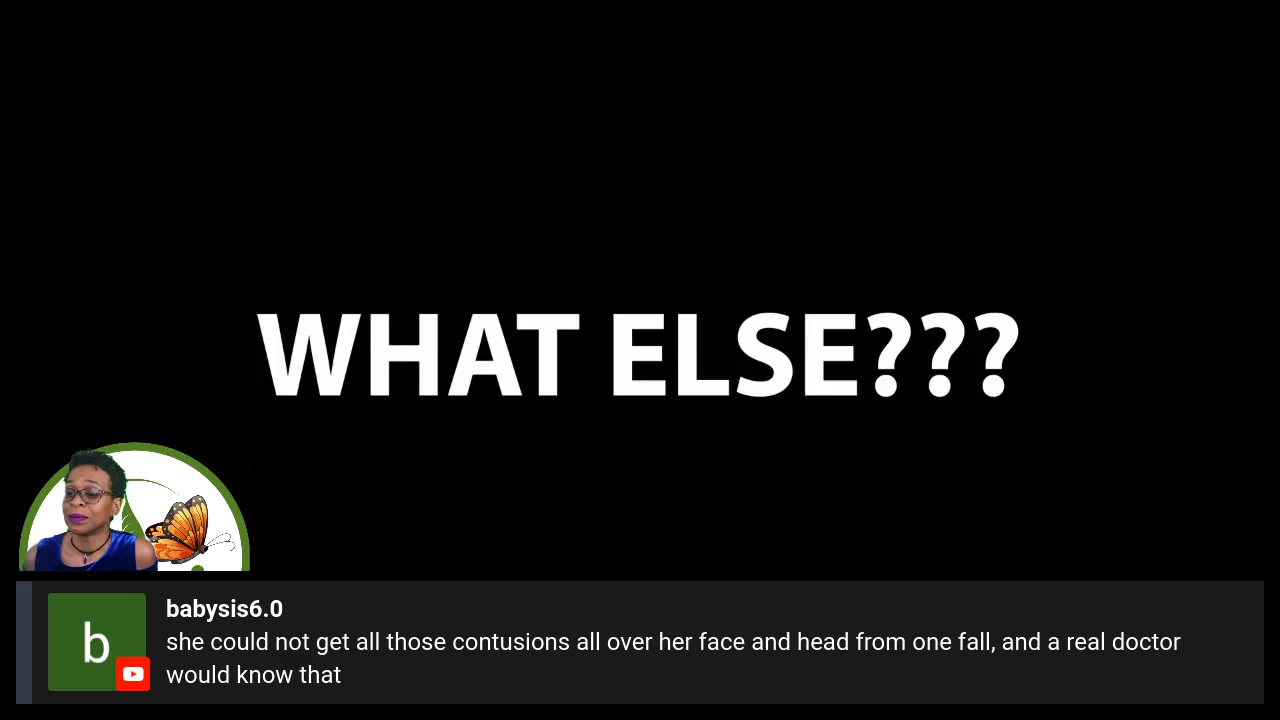 WHAT ELSE???
b
babysis6.0
she could not get all those contusions all over her face and head from one fall, and a real doctor
would know that